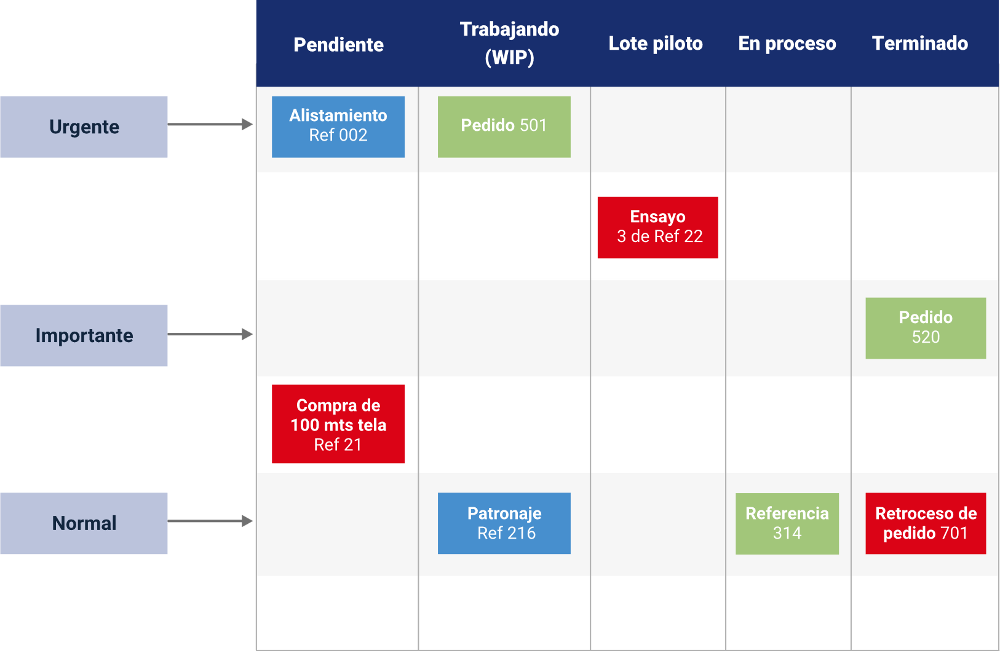 Pendiente
Trabajando
(WIP)
Lote piloto
En proceso
Terminado
Urgente
Alistamiento
Ref 002
Pedido 501
Ensayo
3 de Ref 22
Importante
Pedido
520
Compra de
100 mts tela
Ref 21
Normal
Patronaje
Ref 216
Referencia
314
Retroceso de
pedido 701